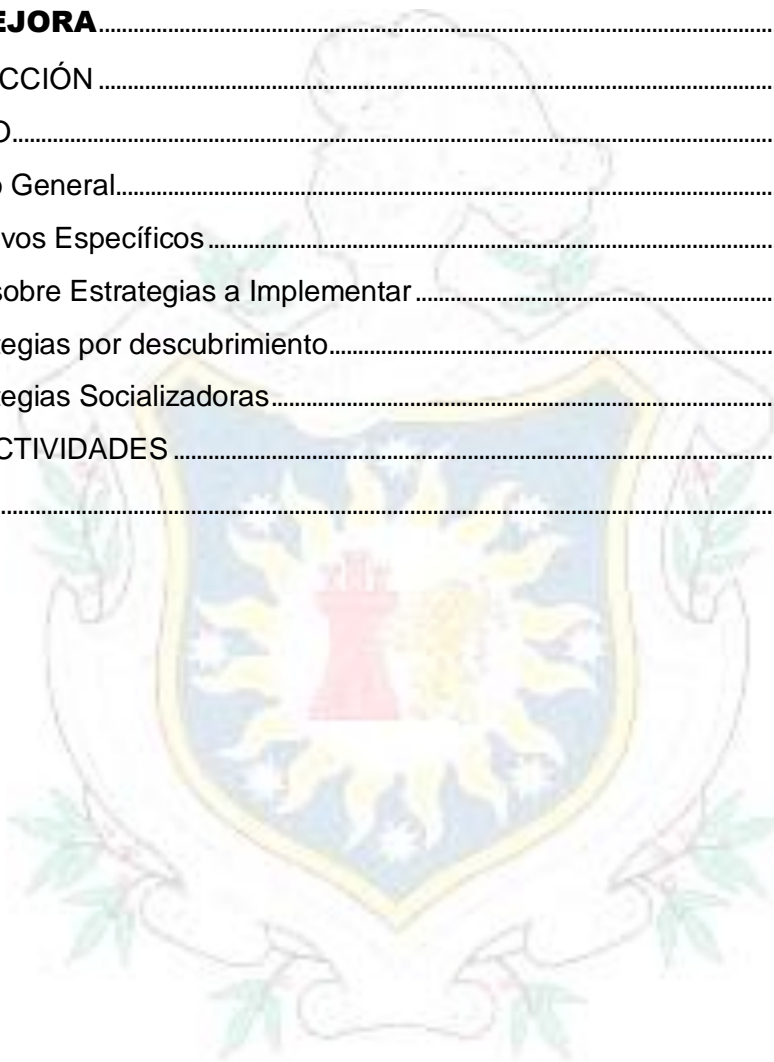 EJORA.....................................................................................................................
CCIÓN.....................................................................................................................
O.....................................................................................................................
o General.....................................................................................................................
vos Específicos.....................................................................................................................
sobre Estrategias a Implementar.....................................................................................................................
tegias por descubrimiento.....................................................................................................................
tegias Socializadoras.....................................................................................................................
CTIVIDADES.....................................................................................................................
.....................................................................................................................